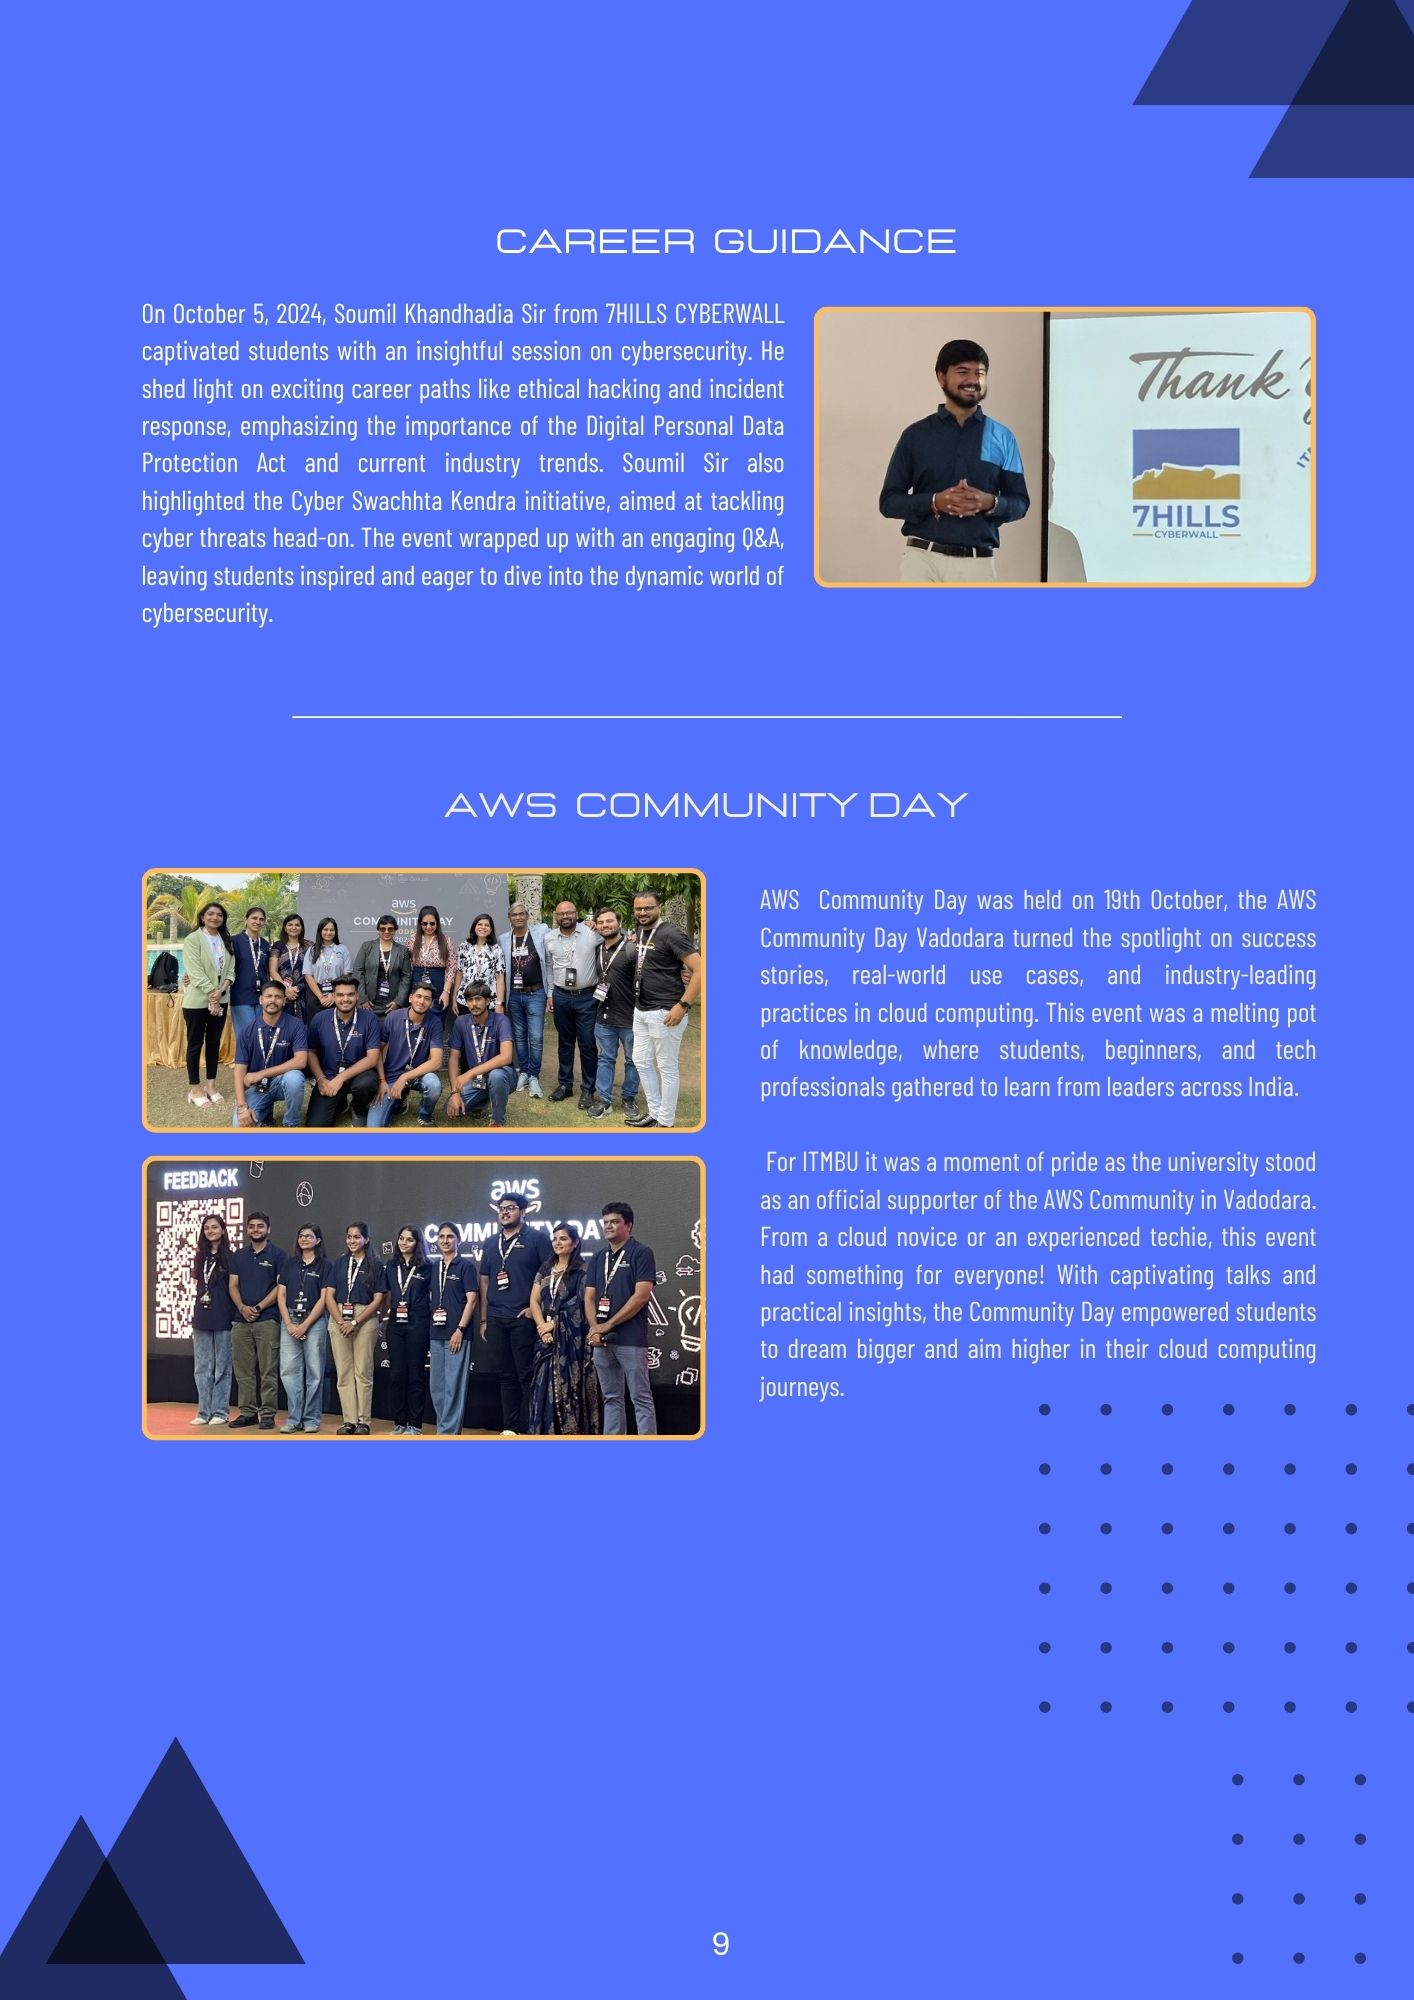 CAREER GUIDANCE
On October 5, 2024, Soumil Khandhadia Sir from 7HILLS CYBERWALL
captivated students with an insightful session on cybersecurity. He
shed light on exciting career paths like ethical hacking and incident
response, emphasizing the importance of the Digital Personal Data
Protection Act and current industry trends. Soumil Sir also
highlighted the Cyber Swachhta Kendra initiative, aimed at tackling
cyber threats head-on. The event wrapped up with an engaging Q&A,
leaving students inspired and eager to dive into the dynamic world of
cybersecurity.
Thank
7HILLS
CYBERWALL
AWS COMMUNITY DAY
aws
FEEDBACK
aws
AWS Community Day was held on 19th October, the AWS
Community Day Vadodara turned the spotlight on success
stories, real-world use cases, and industry-leading
practices in cloud computing. This event was a melting pot
of knowledge, where students, beginners, and tech
professionals gathered to learn from leaders across India.
For ITMBU it was a moment of pride as the university stood
as an official supporter of the AWS Community in Vadodara.
From a cloud novice or an experienced techie, this event
had something for everyone! With captivating talks and
practical insights, the Community Day empowered students
to dream bigger and aim higher in their cloud computing
journeys.
9